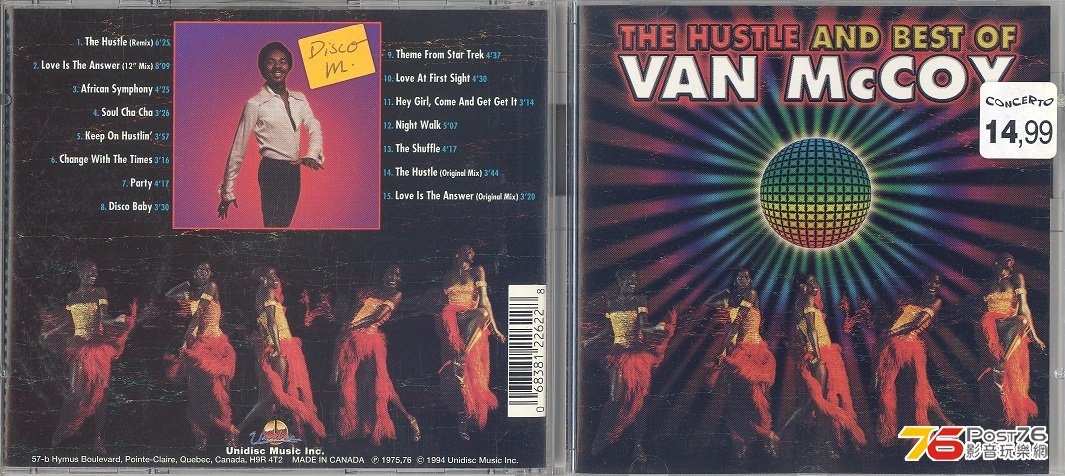 1. The Hustle (Remix) 6'25
2. Love Is The Answer (12" Mix) 8'09
3. African Symphony 4'25
4. Soul Cha Cha 3'26
5. Keep On Hustlin' 3'57
6. Change With The Times 3'16
7. Party 4'17
8. Disco Baby 3'30
Disco
M.
9. Theme From Star Trek 4'37
10. Love At First Sight 4'30
11. Hey Girl, Come And Get Get It 3'14
12. Night Walk 5'07
13. The Shuffle 4'17
14. The Hustle (Original Mix) 3'44
15. Love Is The Answer (Original Mix) 3'20
0 68381 22622 8
Unidisc
Unidisc Music Inc.
57-b Hymus Boulevard, Pointe-Claire, Quebec, Canada, H9R 4T2 MADE IN CANADA ℗ 1975,76 © 1994 Unidisc Music Inc.
THE HUSTLE AND BEST OF
VAN McCOY
CONCERTO
14,99
76 Post76
影音玩樂網